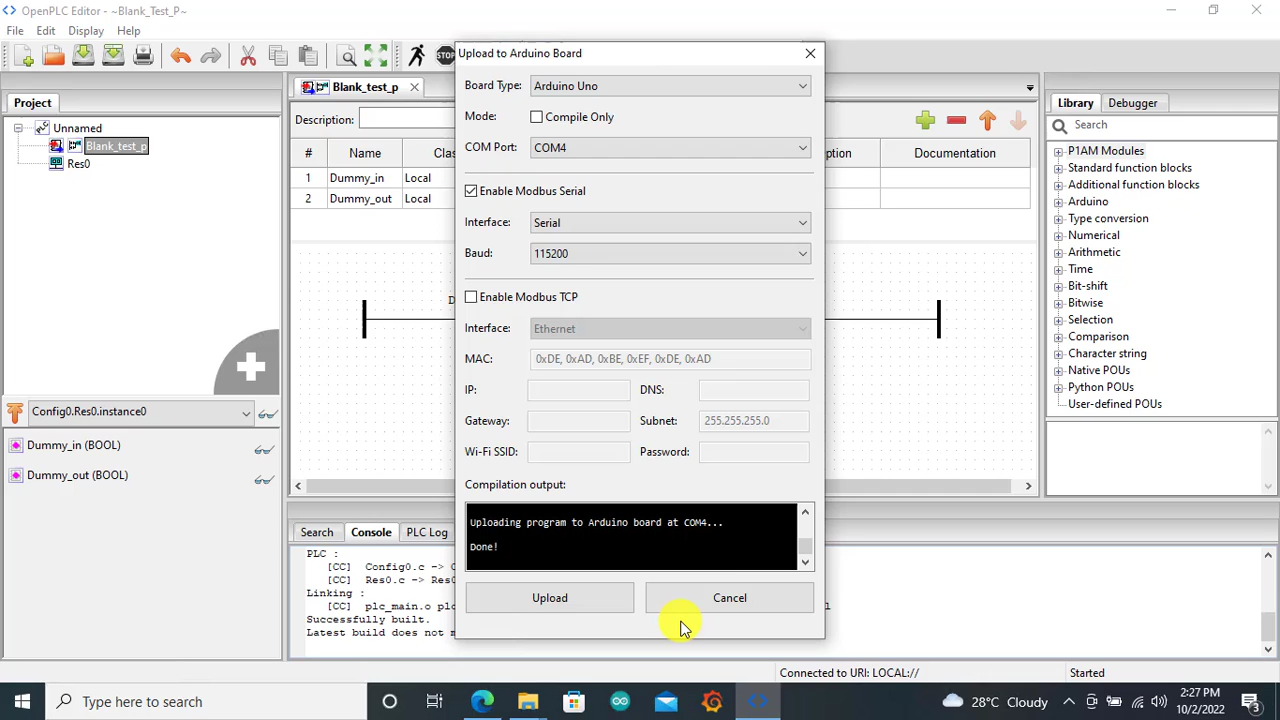 OpenPLC Editor - ~Blank_Test_P~
File Edit Display Help
STOP
Project
Unnamed
Blank_test_p
Res0
Config0.Res0.instance0
Dummy_in (BOOL)
Dummy_out (BOOL)
Blank_test_p
Description:
# Name Documentation
1 Dummy_in Local
2 Dummy_out Local
Upload to Arduino Board
Board Type: Arduino Uno
Mode: Compile Only
COM Port: COM4
Enable Modbus Serial
Interface: Serial
Baud: 115200
Enable Modbus TCP
Interface: Ethernet
MAC: 0xDE, 0xAD, 0xBE, 0xEF, 0xDE, 0xAD
IP: DNS:
Gateway: Subnet: 255.255.255.0
Wi-Fi SSID: Password:
Compilation output:
Uploading program to Arduino board at COM4...
Done!
Upload Cancel
Library Debugger
Search
P1AM Modules
Standard function blocks
Additional function blocks
Arduino
Type conversion
Numerical
Arithmetic
Time
Bit-shift
Bitwise
Selection
Comparison
Character string
Native POUs
Python POUs
User-defined POUs
Search Console PLC Log
PLC :
[CC] Config0.c -> C
[CC] Res0.c -> Res0
Linking :
[CC] plc_main.o plc
Successfully built.
Latest build does not m
Connected to URI: LOCAL:// Started
Type here to search
28°C Cloudy
2:27 PM
10/2/2022
3